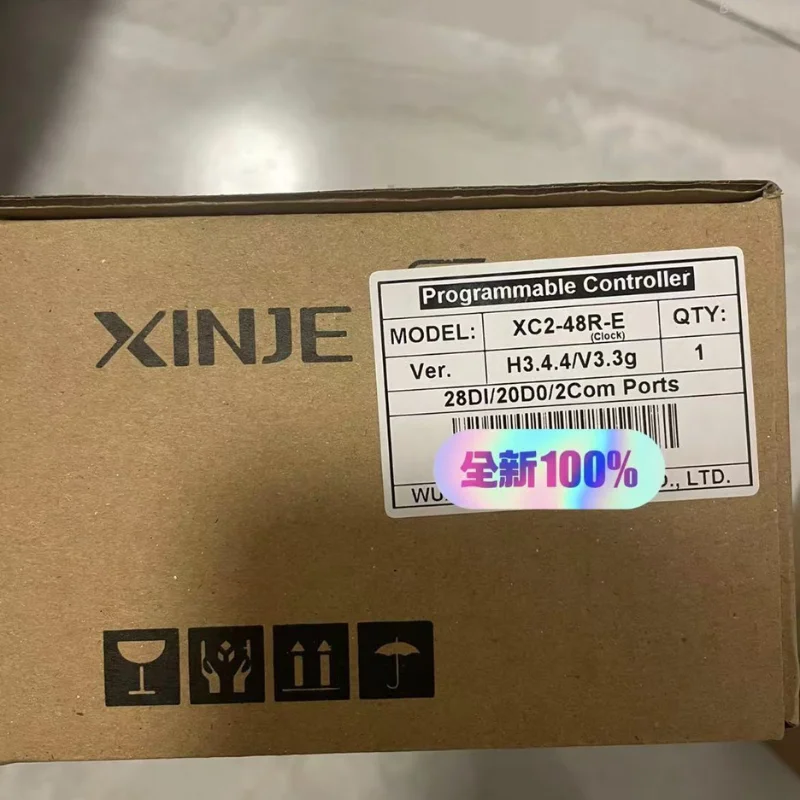 XINJE
Programmable Controller
MODEL: XC2-48R-E (Clock) QTY:
Ver. H3.4.4/V3.3g 1
28DI/20D0/2Com Ports
全新100%
LTD.